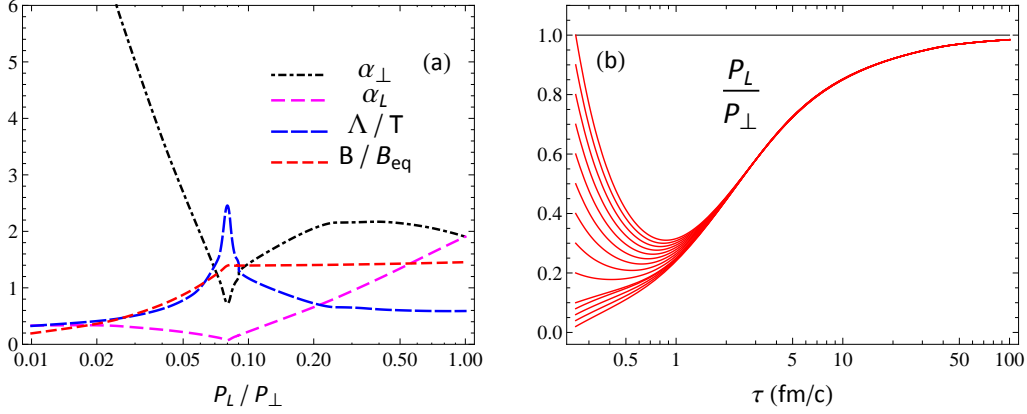 (a)
α⊥
αL
Λ / T
B / Beq
6
5
4
3
2
1
0
0.01 0.02 0.05 0.10 0.20 0.50 1.00
PL / P⊥
(b)
PL
P⊥
1.0
0.8
0.6
0.4
0.2
0.0
0.5 1 5 10 50 100
τ (fm/c)